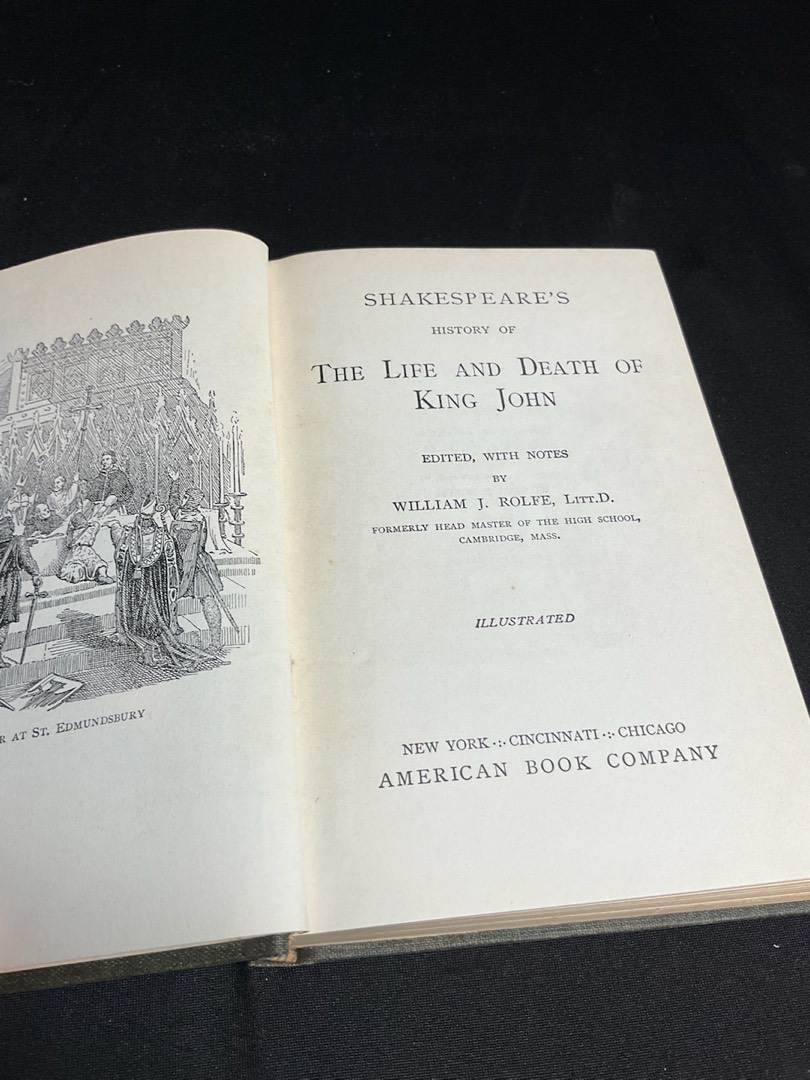 R AT ST. EDMUNDSBURY
SHAKESPEARE'S
HISTORY OF
THE LIFE AND DEATH OF
KING JOHN
EDITED, WITH NOTES
BY
WILLIAM J. ROLFE, LITT.D.
FORMERLY HEAD MASTER OF THE HIGH SCHOOL,
CAMBRIDGE, MASS.
ILLUSTRATED
NEW YORK ·:· CINCINNATI ·:· CHICAGO
AMERICAN BOOK COMPANY